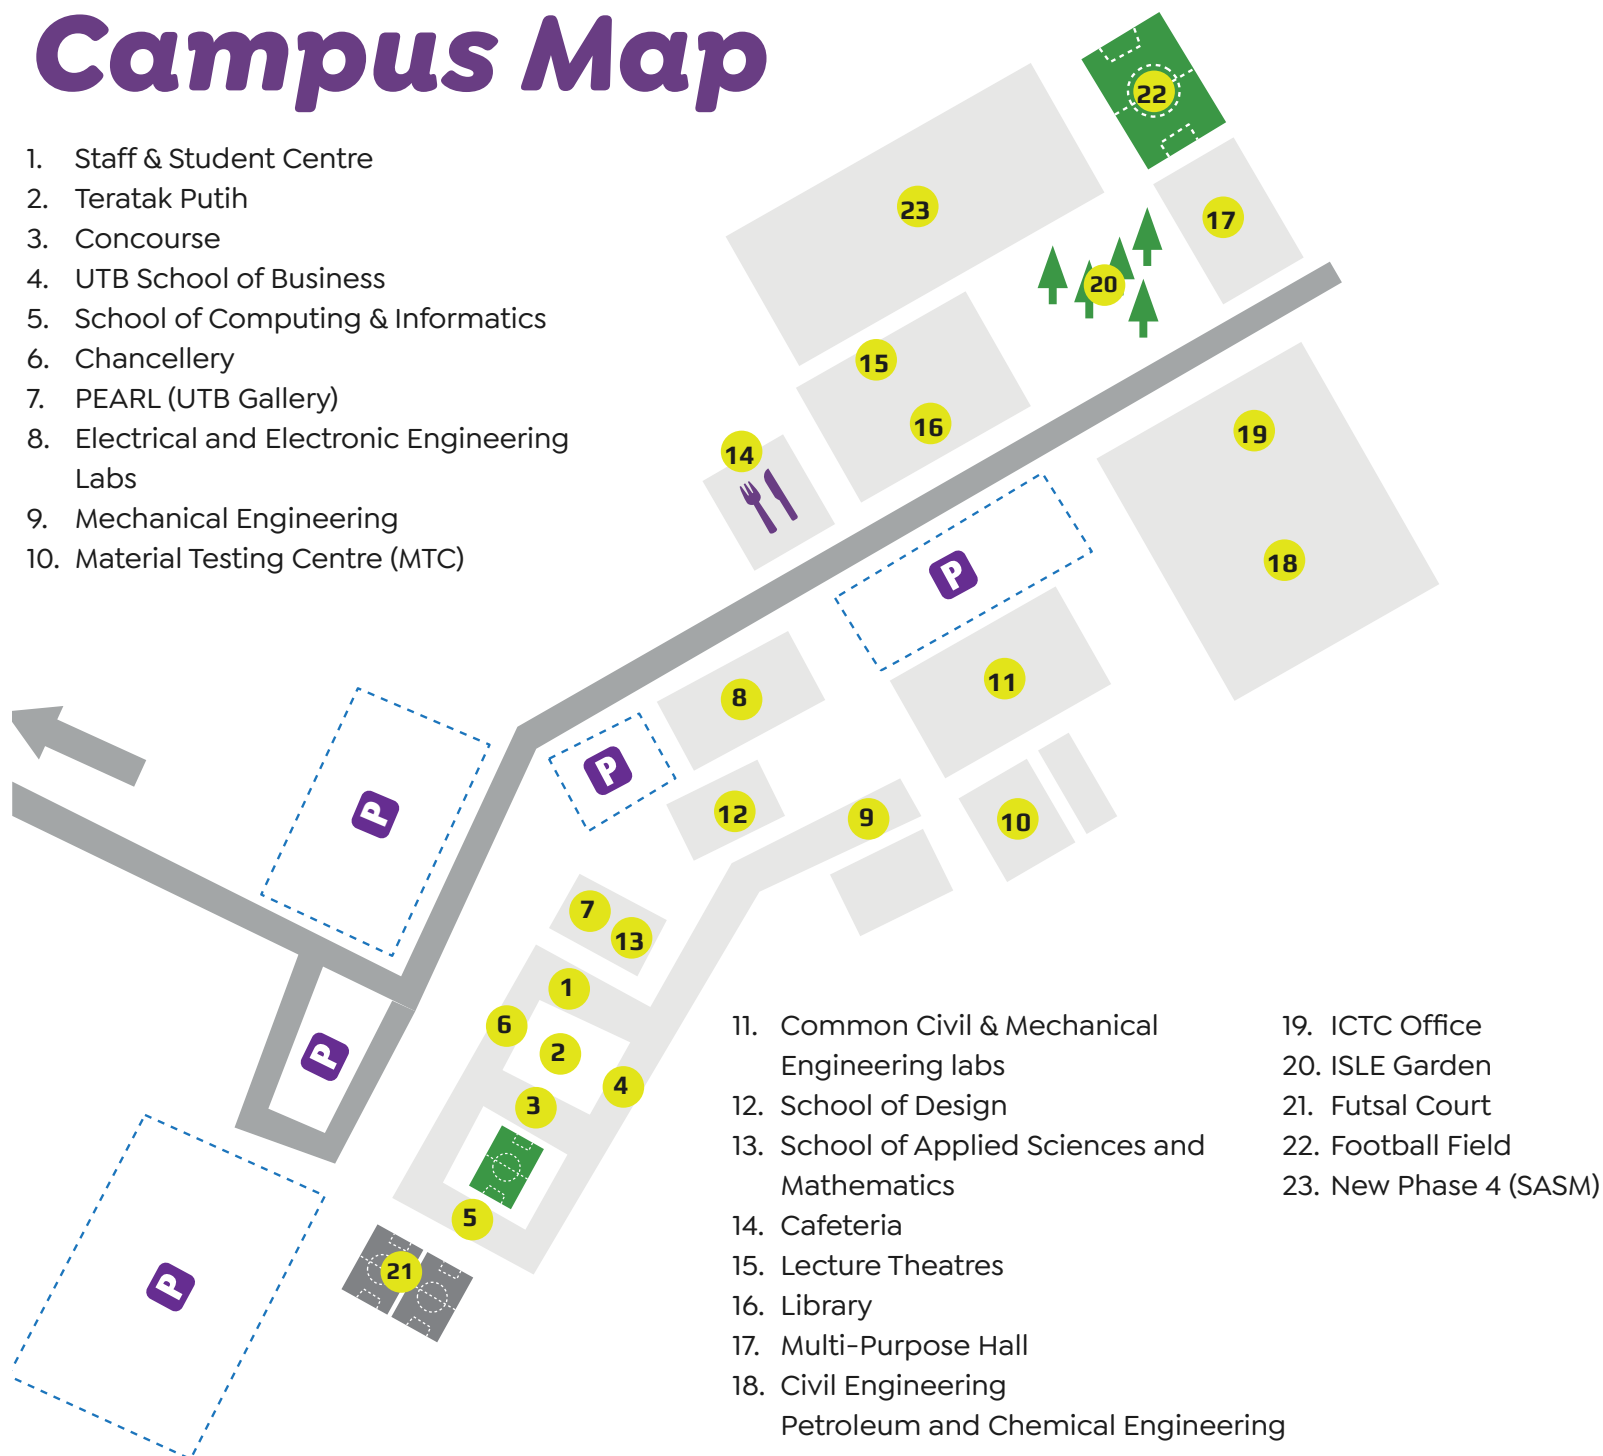 Campus Map
1. Staff & Student Centre
2. Teratak Putih
3. Concourse
4. UTB School of Business
5. School of Computing & Informatics
6. Chancellery
7. PEARL (UTB Gallery)
8. Electrical and Electronic Engineering
Labs
9. Mechanical Engineering
10. Material Testing Centre (MTC)
22
23
17
20
15
16
14
19
18
P
11
8
P
12
9
10
P
7
13
1
6
2
4
3
P
5
21
P
11. Common Civil & Mechanical
Engineering labs
12. School of Design
13. School of Applied Sciences and
Mathematics
14. Cafeteria
15. Lecture Theatres
16. Library
17. Multi-Purpose Hall
18. Civil Engineering
Petroleum and Chemical Engineering
19. ICTC Office
20. ISLE Garden
21. Futsal Court
22. Football Field
23. New Phase 4 (SASM)